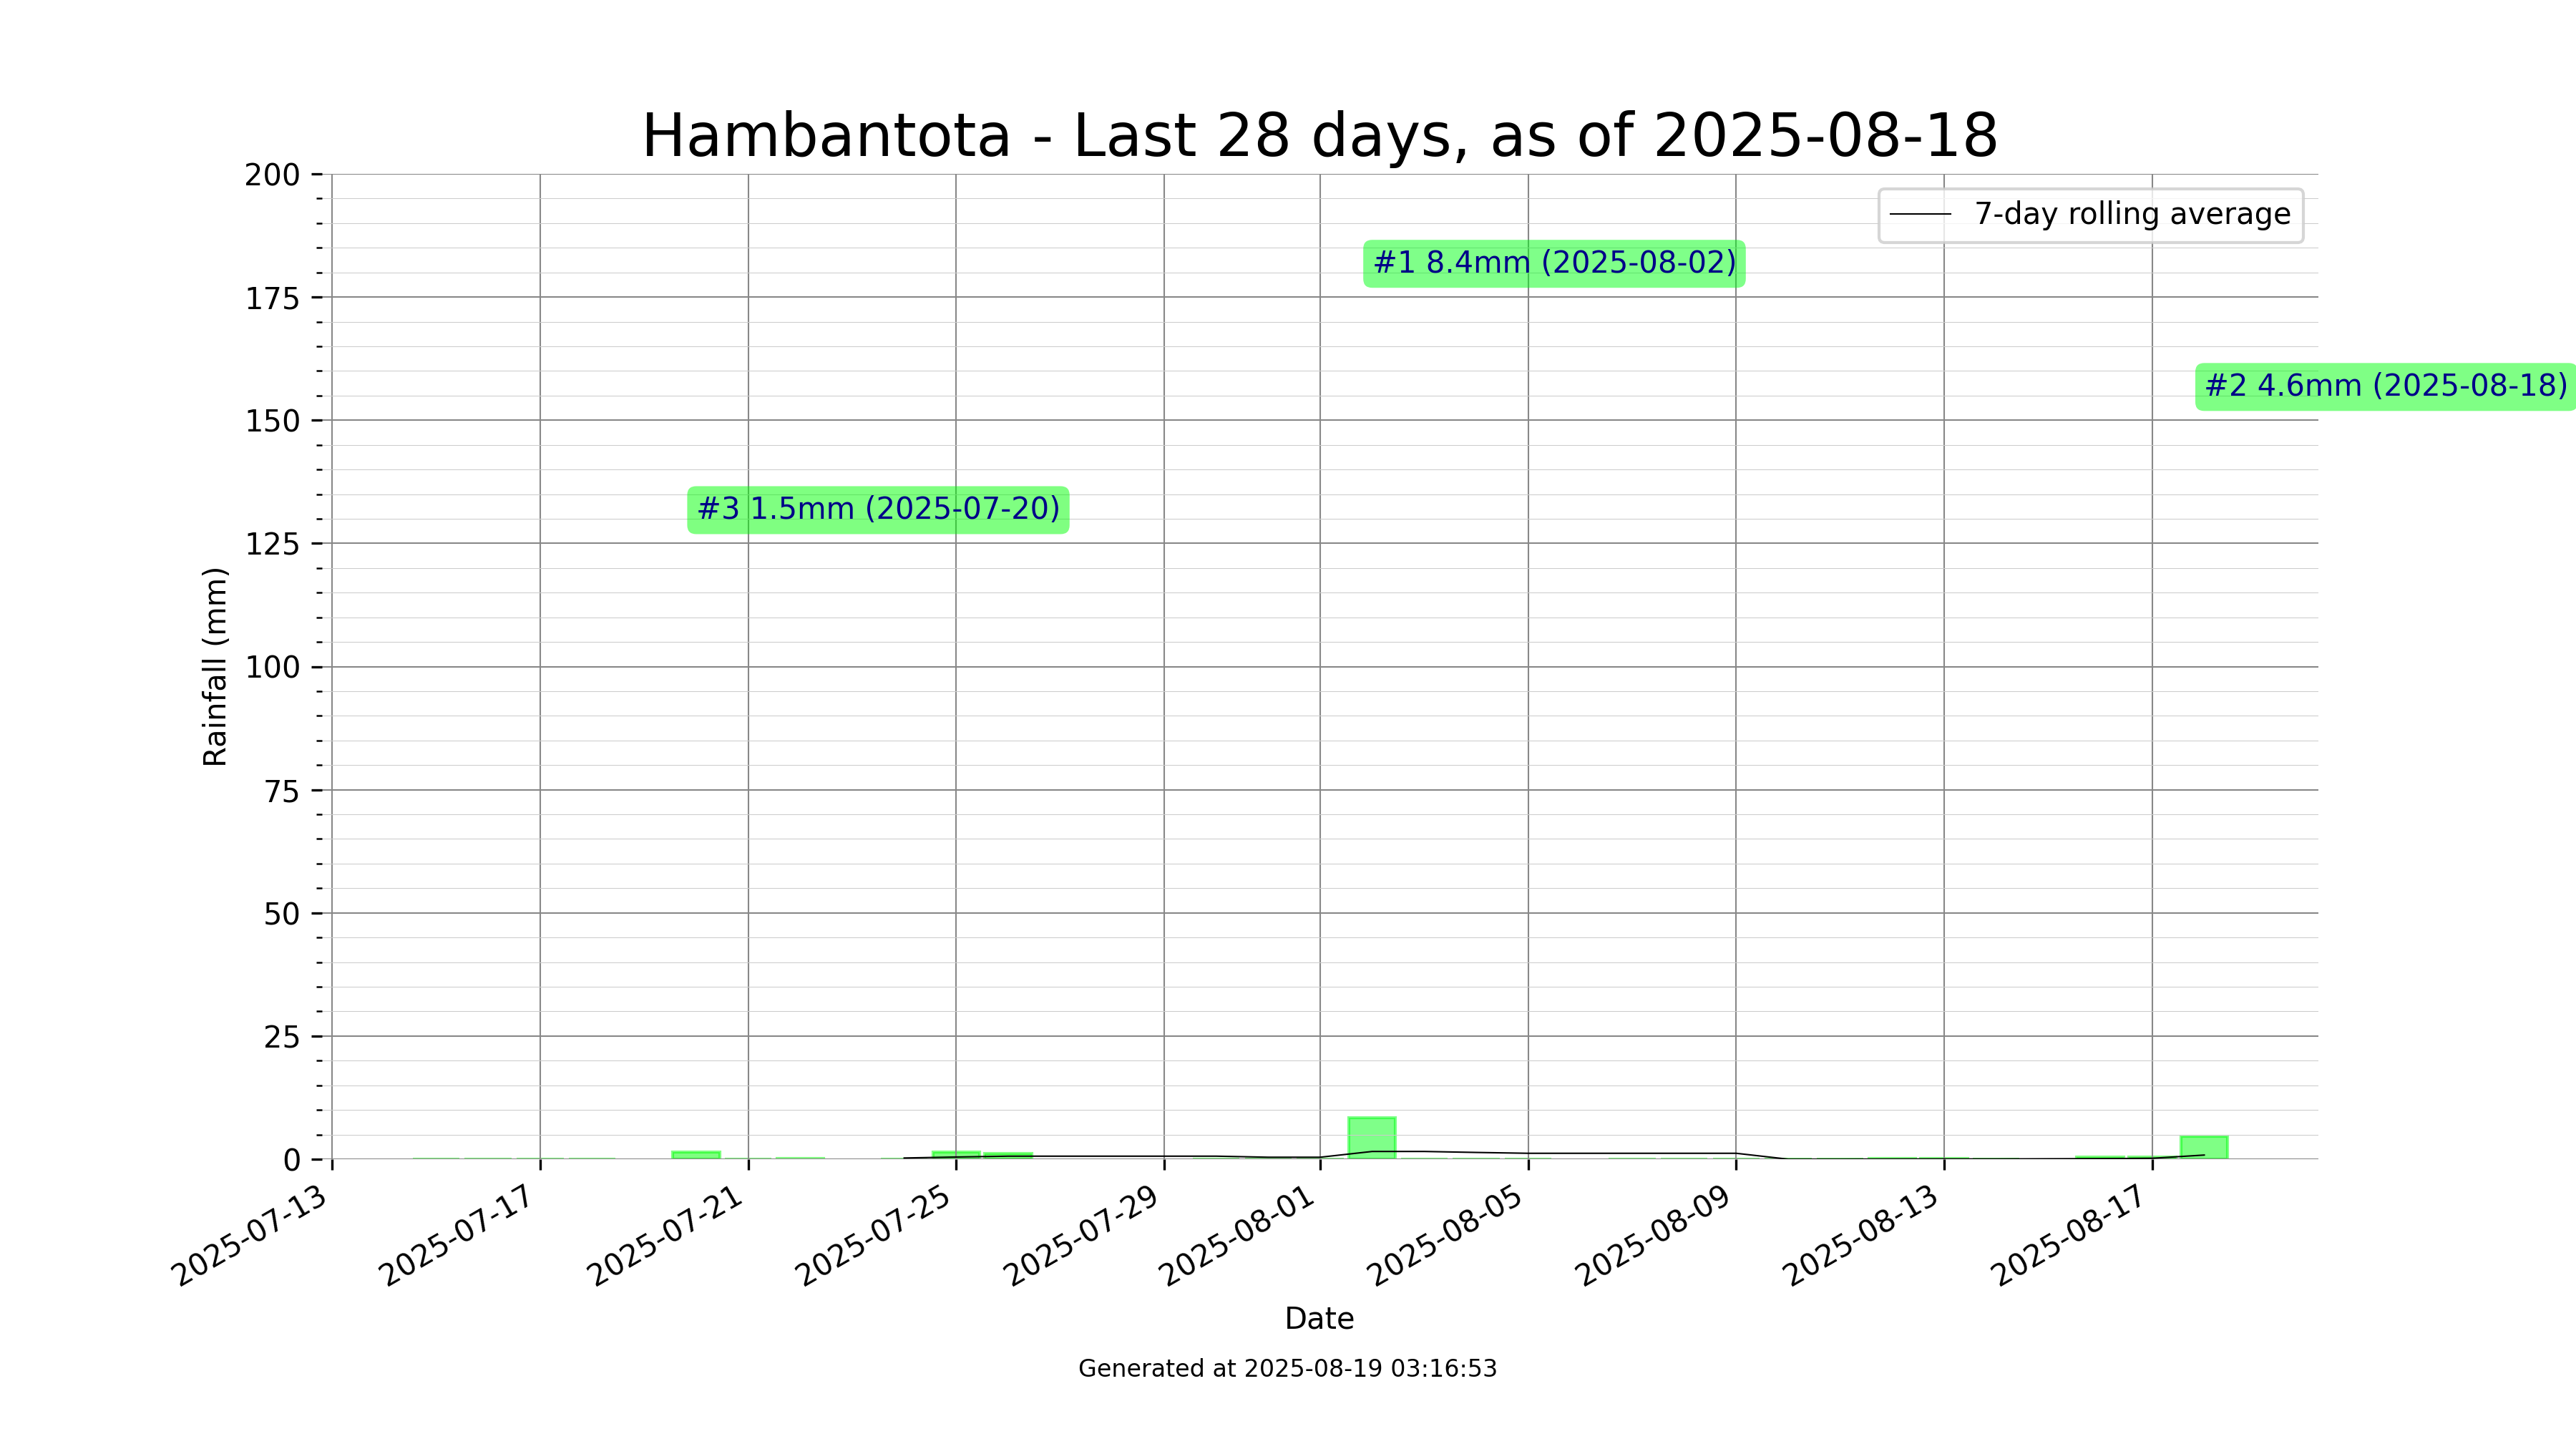 Hambantota - Last 28 days, as of 2025-08-18
7-day rolling average
#1 8.4mm (2025-08-02)
#2 4.6mm (2025-08-18)
#3 1.5mm (2025-07-20)
Rainfall (mm)
200
175
150
125
100
75
50
25
0
2025-07-13
2025-07-17
2025-07-21
2025-07-25
2025-07-29
2025-08-01
2025-08-05
2025-08-09
2025-08-13
2025-08-17
Date
Generated at 2025-08-19 03:16:53